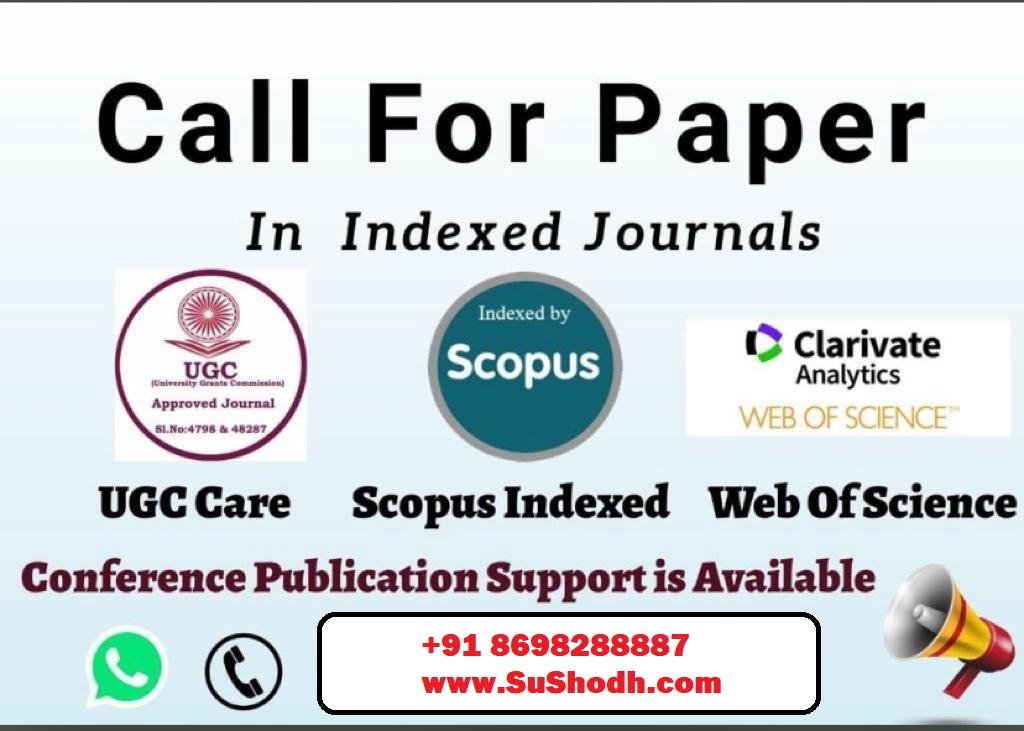 Call For Paper
In Indexed Journals
UGC
(University Grants Commission)
Approved Journal
Sl.No:4798 & 48287
Indexed by
Scopus
Clarivate
Analytics
WEB OF SCIENCE™
UGC Care
Scopus Indexed
Web Of Science
Conference Publication Support is Available
+91 8698288887
www.SuShodh.com